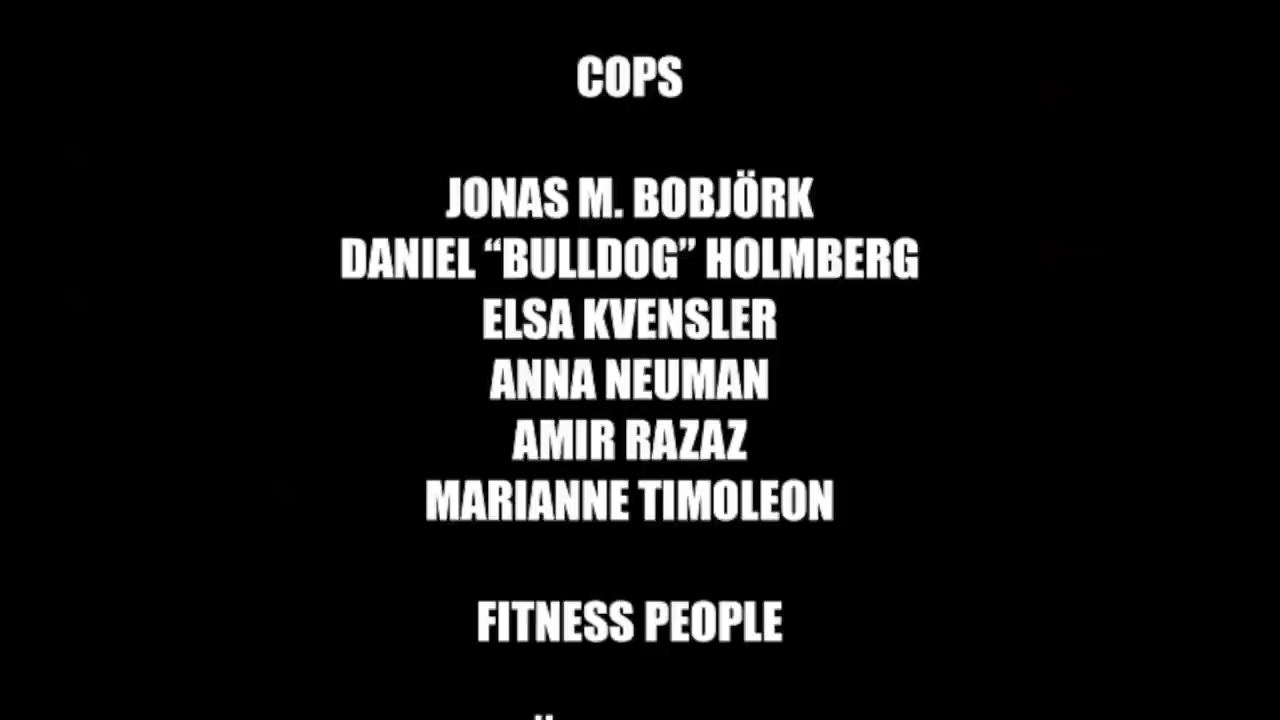 COPS
JONAS M. BOBJÖRK
DANIEL “BULLDOG” HOLMBERG
ELSA KVENSLER
ANNA NEUMAN
AMIR RAZAZ
MARIANNE TIMOLEON
FITNESS PEOPLE